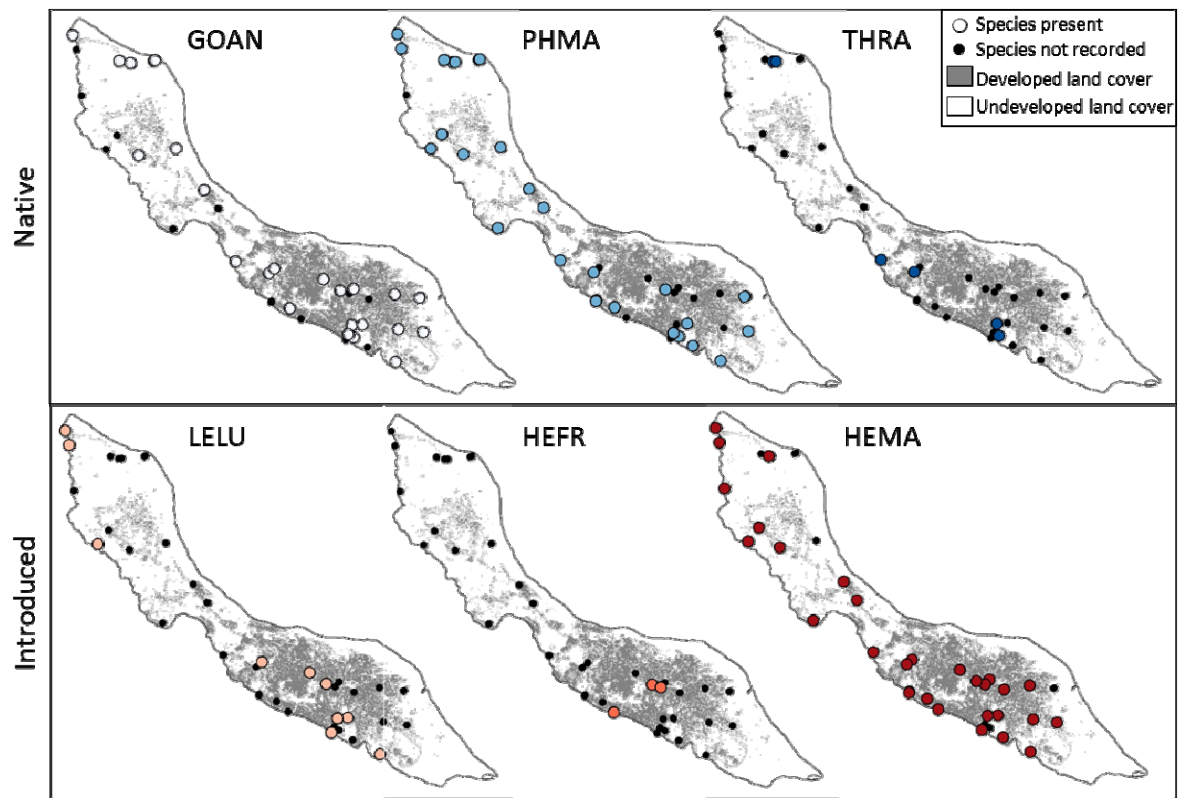 GOAN
PHMA
THRA
Species present
Species not recorded
Developed land cover
Undeveloped land cover
Native
LELU
HEFR
HEMA
Introduced